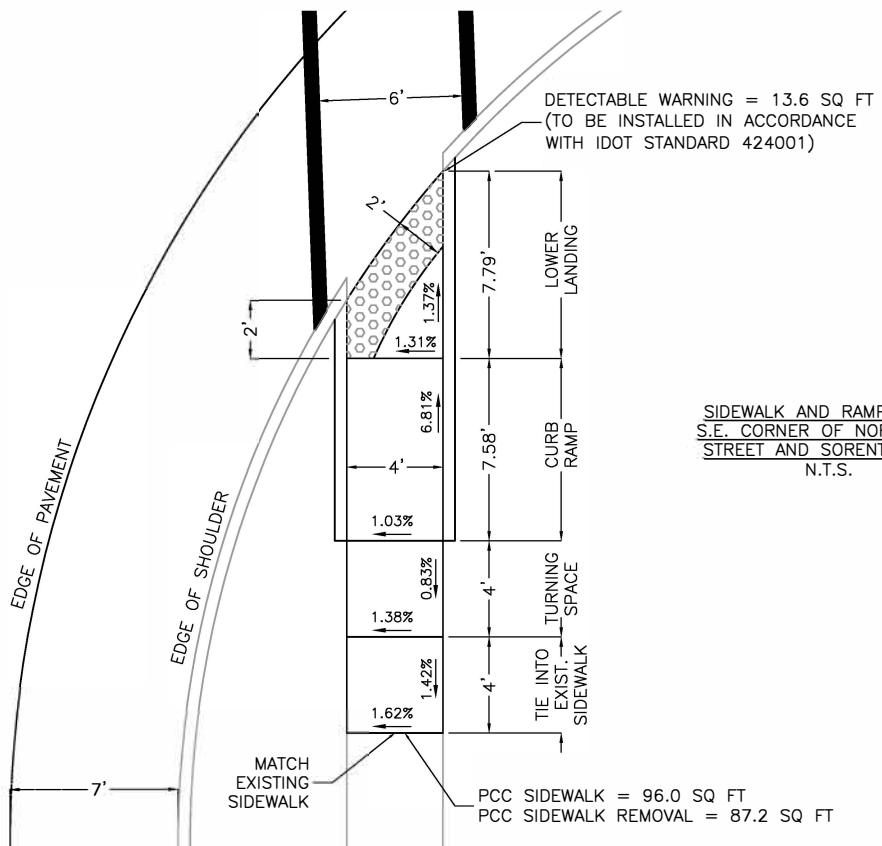 6'
DETECTABLE WARNING = 13.6 SQ FT
(TO BE INSTALLED IN ACCORDANCE
WITH IDOT STANDARD 424001)
2'
7.79'
LOWER
LANDING
2'
1.37%
1.31%
6.81%
7.58'
CURB
RAMP
4'
1.03%
SIDEWALK AND RAMP
S.E. CORNER OF
STREET AND
N.T.S.
EDGE OF PAVEMENT
EDGE OF SHOULDER
0.83%
4'
TURNING
SPACE
1.38%
1.42%
4'
TIE INTO
EXIST.
SIDEWALK
1.62%
MATCH
EXISTING
SIDEWALK
7'
PCC SIDEWALK = 96.0 SQ FT
PCC SIDEWALK REMOVAL = 87.2 SQ FT